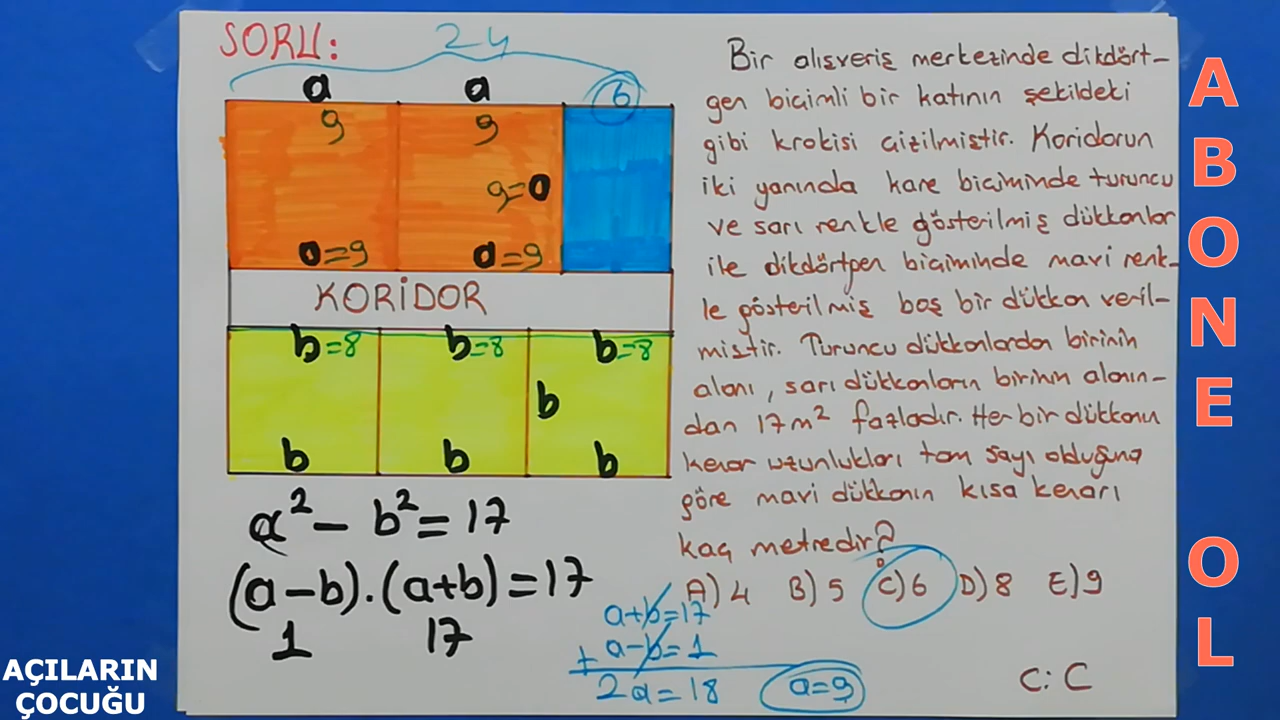 SORU:
24
a a
9 9 6
9=a
a=9 a=9
KORİDOR
b=8 b=8 b=8
b
b b b
a² - b² = 17
(a-b).(a+b)=17
1 17
Bir alışveriş merkezinde dikdört-
gen biçimli bir katının şekildeki
gibi krokisi çizilmiştir. Koridorun
iki yanında kare biçiminde turuncu
ve sarı renkle gösterilmiş dükkanlar
ile dikdörtgen biçiminde mavi renk-
le gösterilmiş boş bir dükkan veril-
miştir. Turuncu dükkanlardan birinin
alanı, sarı dükkanların birinin alanın-
dan 17m² fazladır. Her bir dükkanın
kenar uzunlukları tam sayı olduğuna
göre mavi dükkanın kısa kenarı
kaç metredir?
A) 4 B) 5 C) 6 D) 8 E) 9
a+b=17
+ a-b=1
2a=18 a=9
C: C
ABONE OL
AÇILARIN
ÇOCUĞU